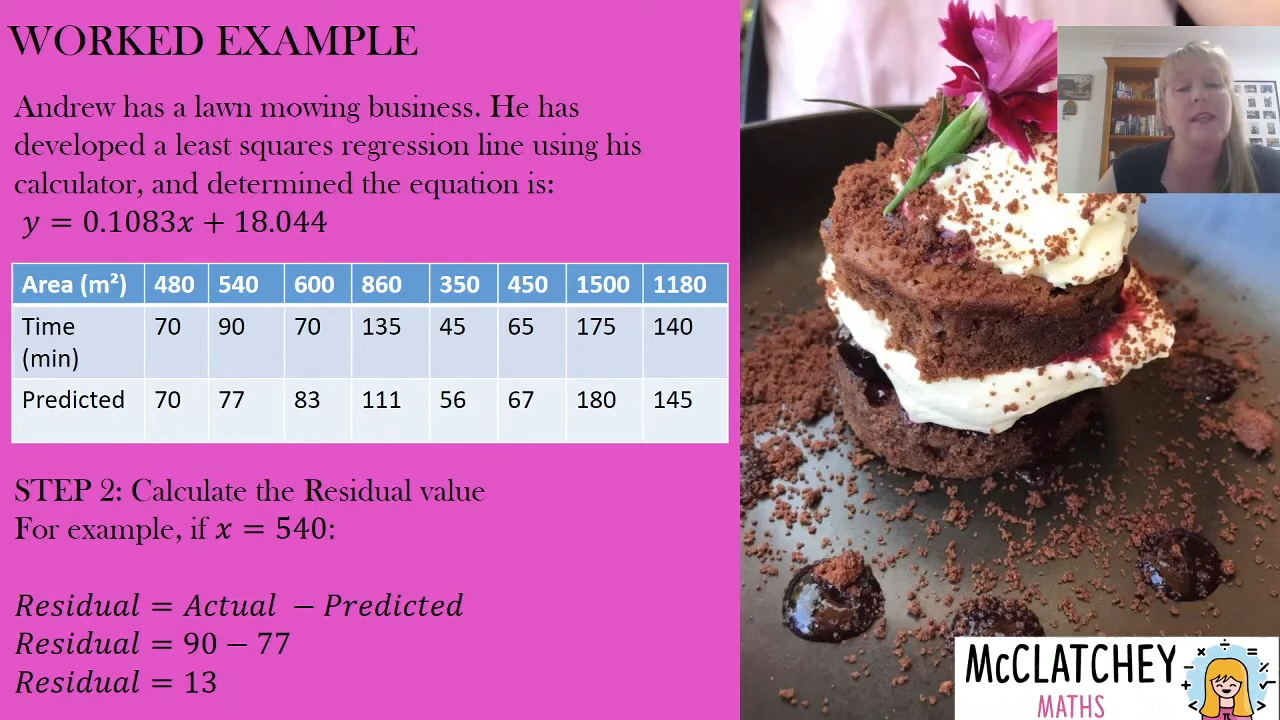 WORKED EXAMPLE
Andrew has a lawn mowing business. He has
developed a least squares regression line using his
calculator, and determined the equation is:
y = 0.1083x + 18.044
Area (m²) 480 540 600 860 350 450 1500 1180
Time (min) 70 90 70 135 45 65 175 140
Predicted 70 77 83 111 56 67 180 145
STEP 2: Calculate the Residual value
For example, if x = 540:
Residual = Actual − Predicted
Residual = 90 − 77
Residual = 13
McCLATCHEY
MATHS